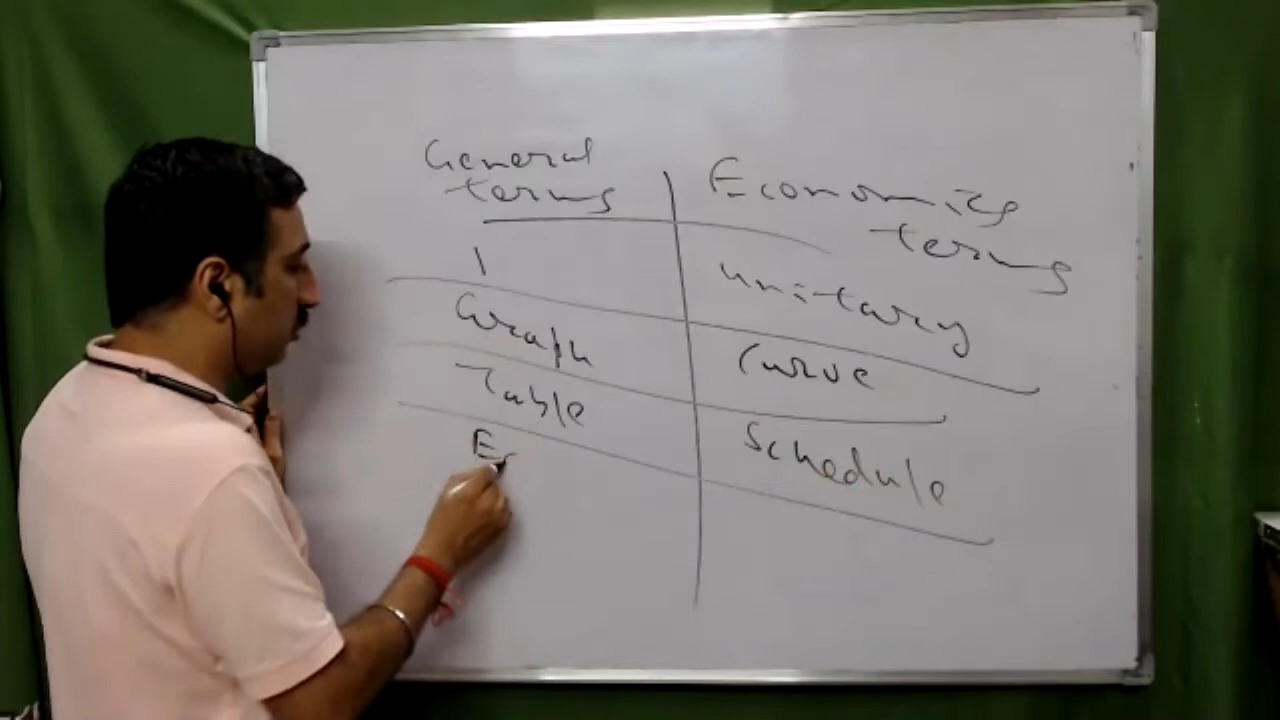 General terms
Economics terms
1
unitary
Graph
Curve
Table
Schedule
E